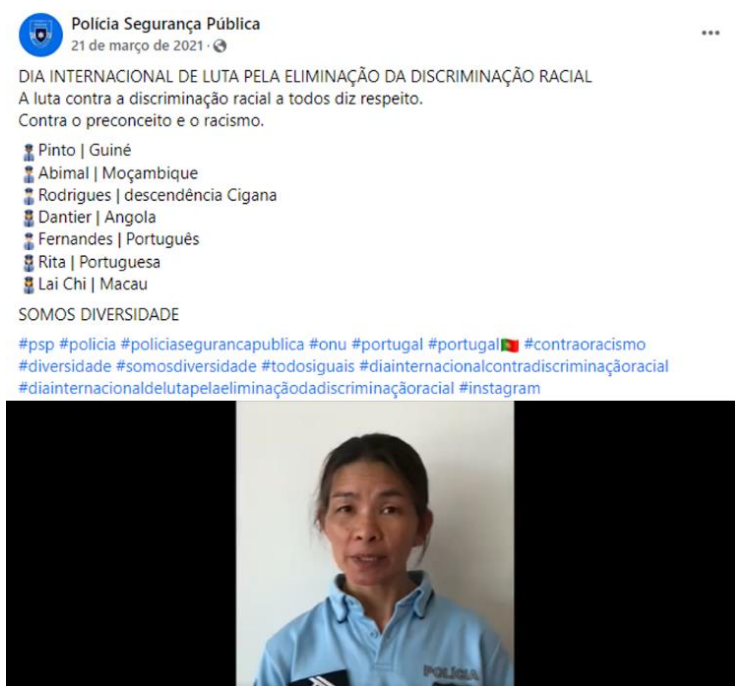 Polícia Segurança Pública
21 de março de 2021 ·
DIA INTERNACIONAL DE LUTA PELA ELIMINAÇÃO DA DISCRIMINAÇÃO RACIAL
A luta contra a discriminação racial a todos diz respeito.
Contra o preconceito e o racismo.
Pinto | Guiné
Abimal | Moçambique
Rodrigues | descendência Cigana
Dantier | Angola
Fernandes | Português
Rita | Portuguesa
Lai Chi | Macau
SOMOS DIVERSIDADE
#psp #policia #policiasegurancapublica #onu #portugal #portugal🇵🇹 #contraoracismo
#diversidade #somosdiversidade #todosiguais #diainternacionalcontradiscriminaçãoracial
#diainternacionaldelutapelaeliminaçãodadiscriminaçãoracial #instagram
POLÍCIA